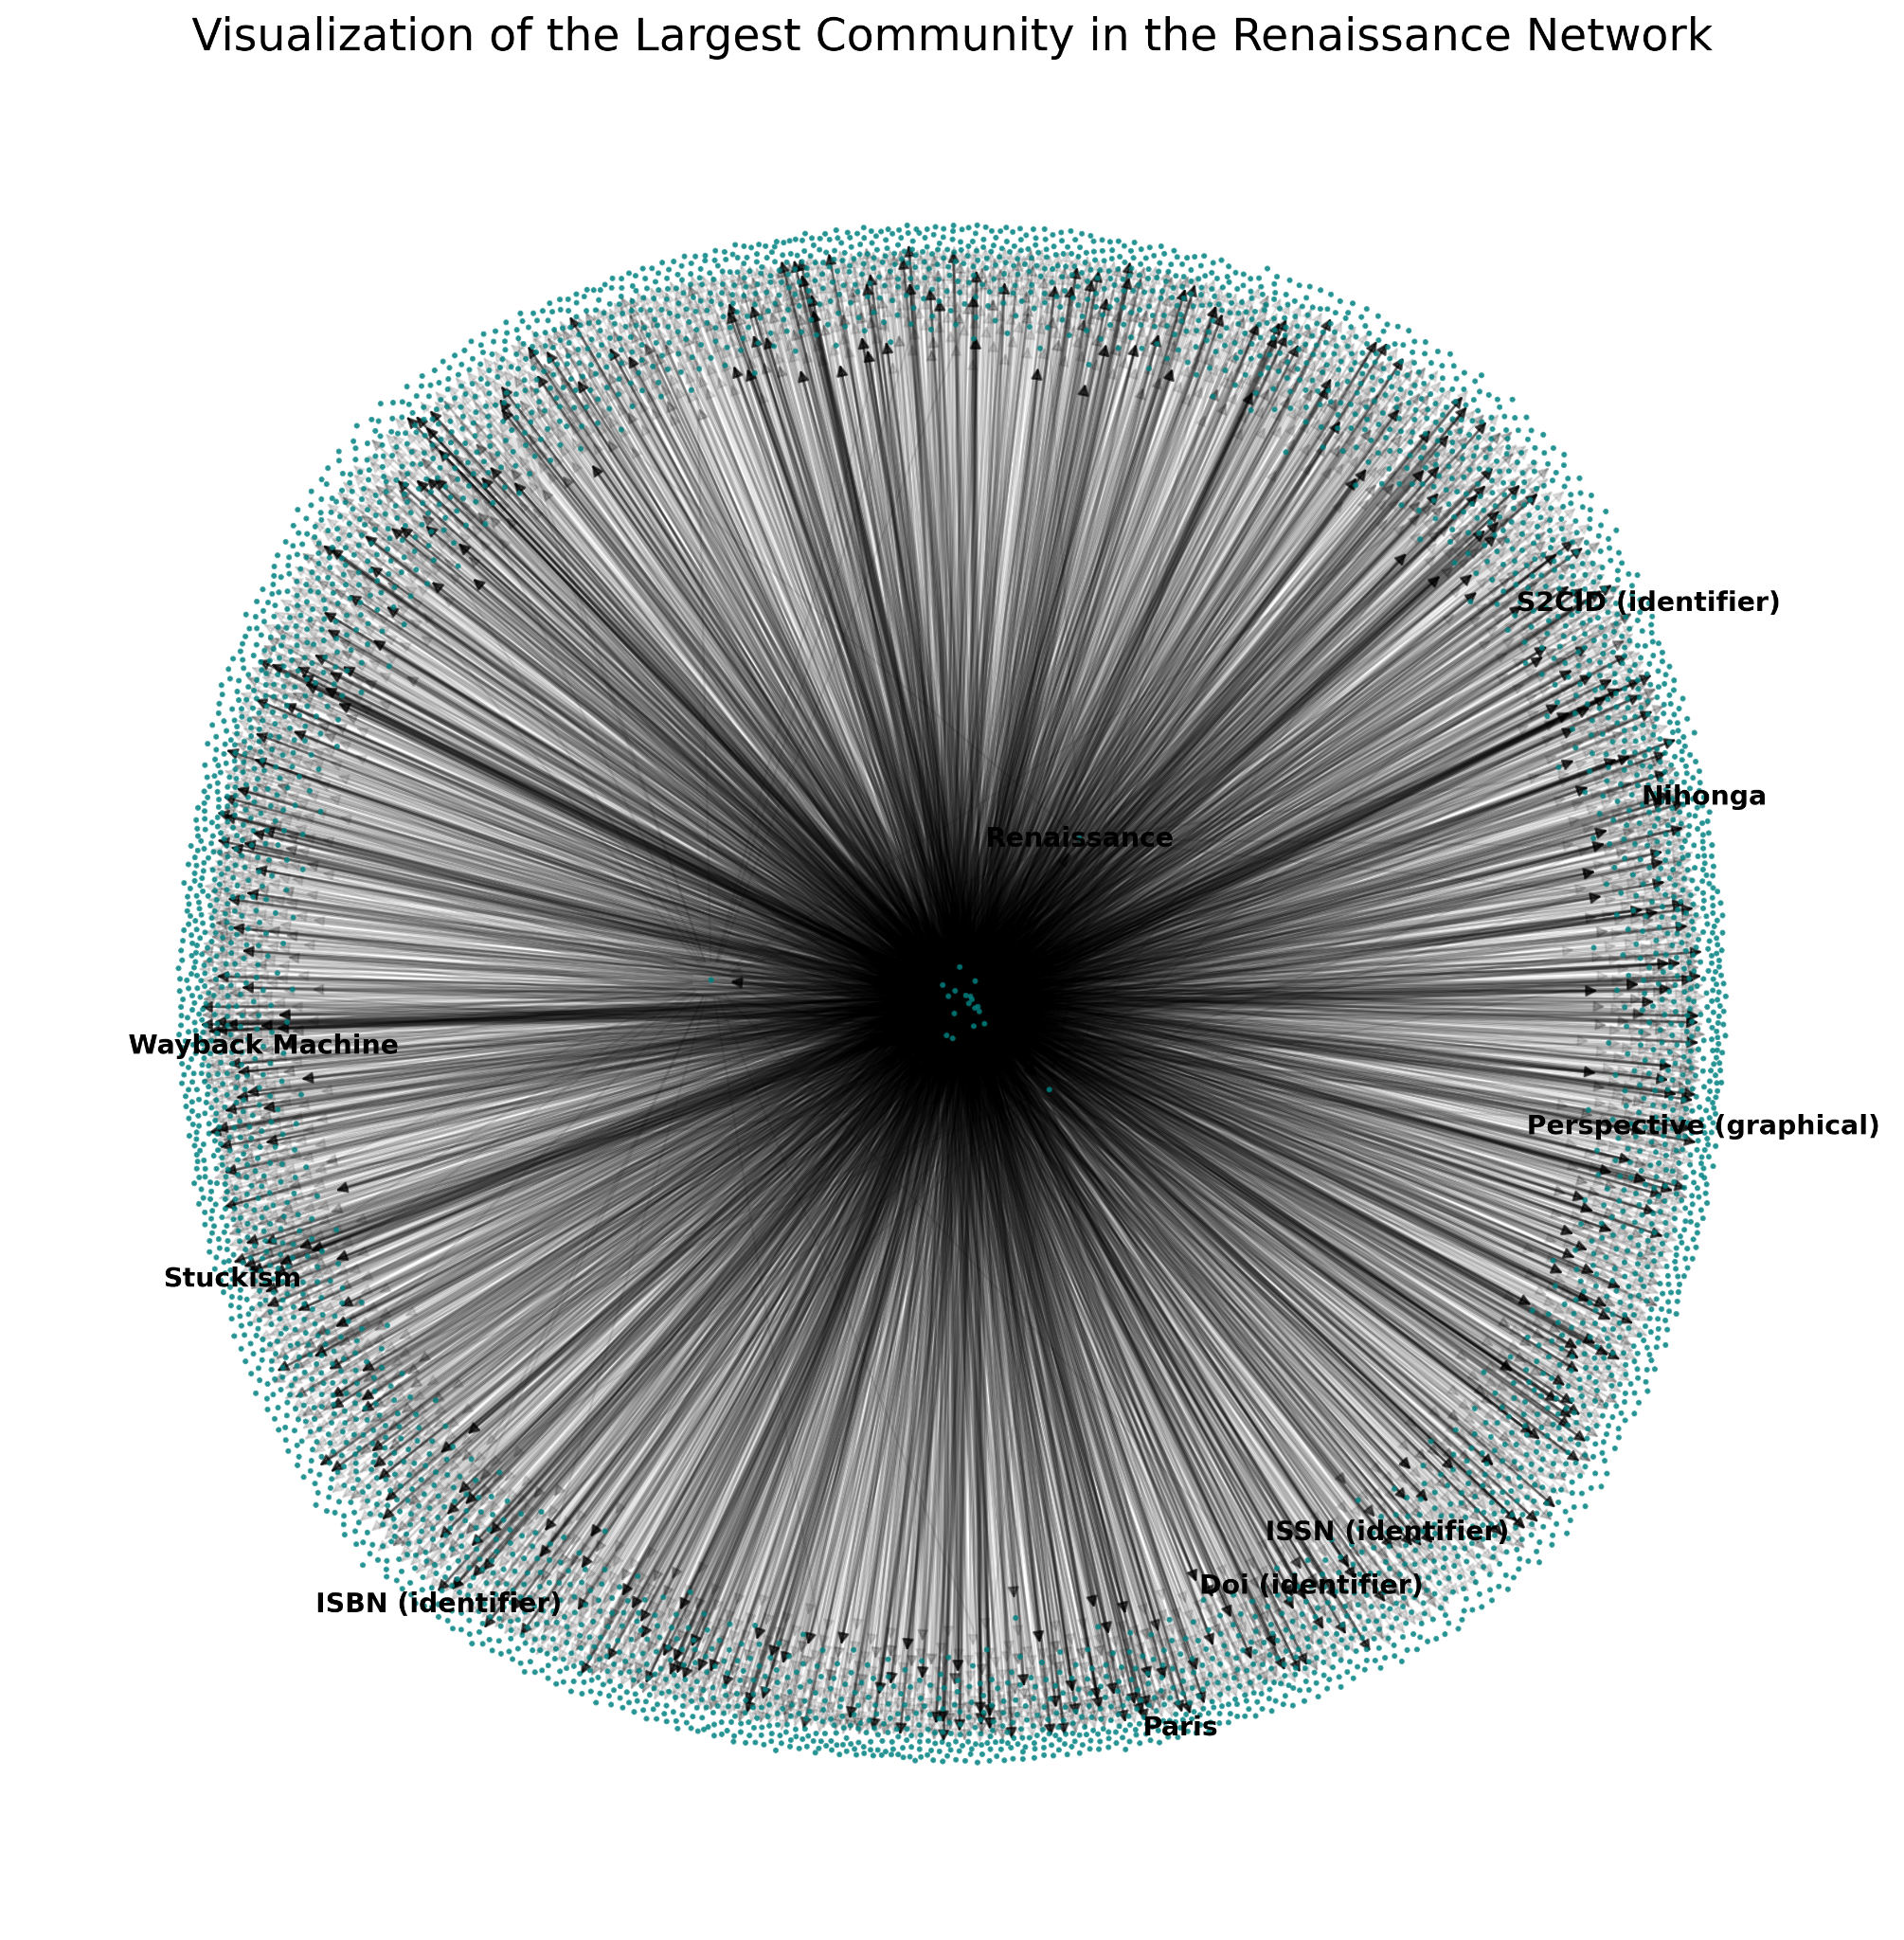 Visualization of the Largest Community in the Renaissance Network
S2CID (identifier)
Nihonga
Renaissance
Wayback Machine
Perspective (graphical)
Stuckism
ISSN (identifier)
Doi (identifier)
ISBN (identifier)
Paris